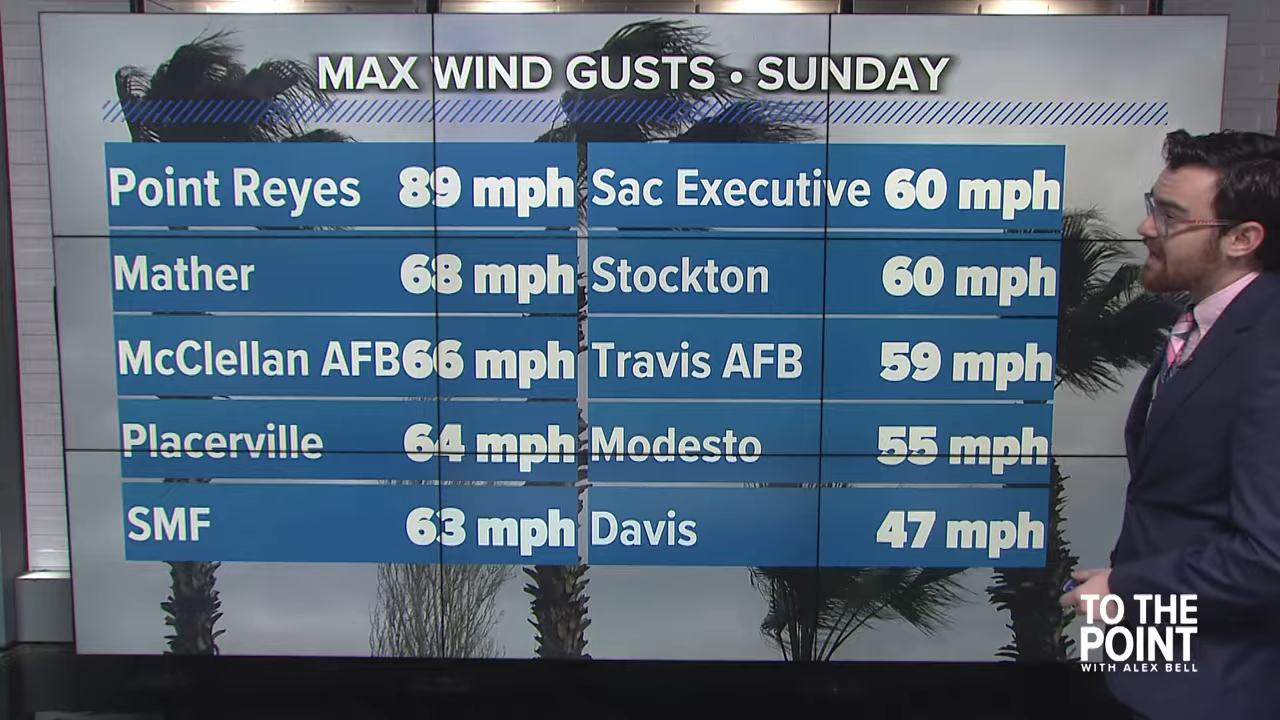 MAX WIND GUSTS • SUNDAY
Point Reyes 89 mph
Mather 68 mph
McClellan AFB 66 mph
Placerville 64 mph
SMF 63 mph
Sac Executive 60 mph
Stockton 60 mph
Travis AFB 59 mph
Modesto 55 mph
Davis 47 mph
TO THE
POINT
WITH ALEX BELL